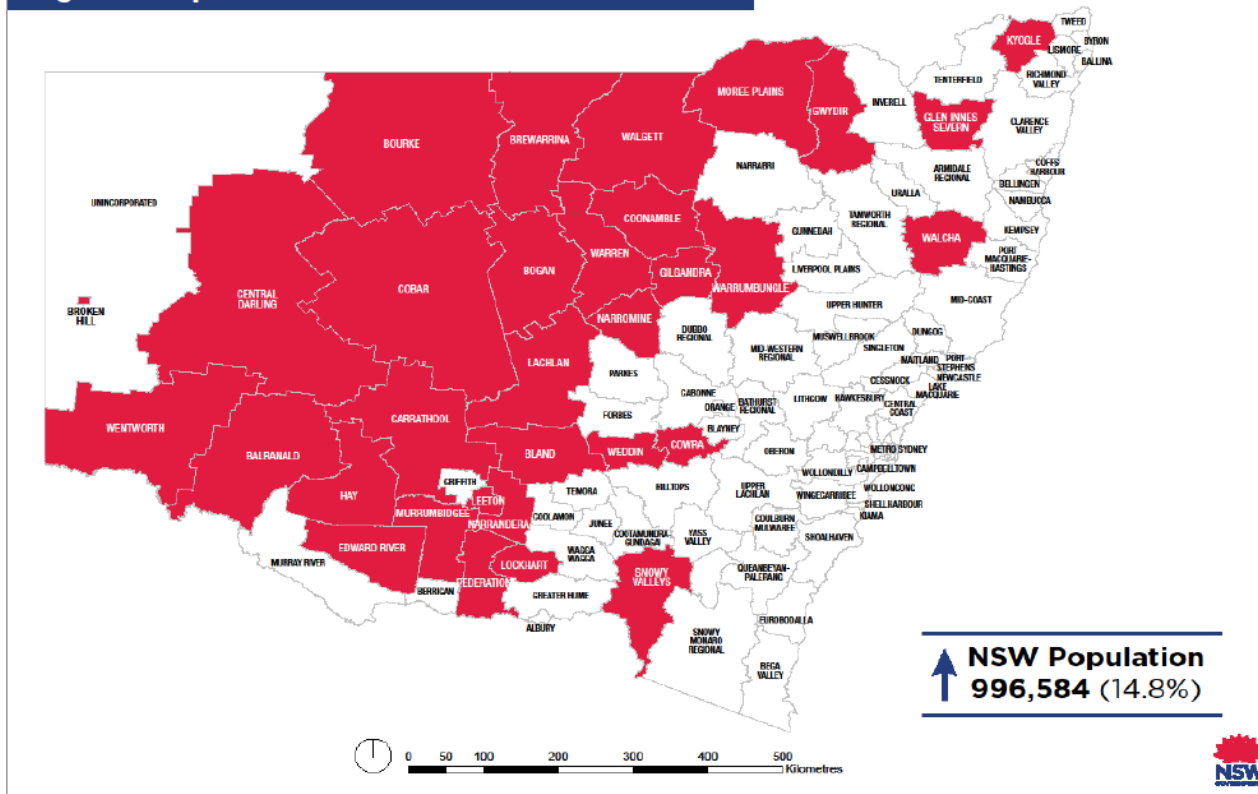 TWEED
KYOGLE
BYRON
LISMORE
BALLINA
RICHMOND
VALLEY
TENTERFIELD
MOREE PLAINS
GWYDIR
INVERELL
GLEN INNES
SEVERN
CLARENCE
VALLEY
BOURKE
BREWARRINA
WALGETT
NARRABRI
ARMIDALE
REGIONAL
COFFS
HARBOUR
BELLINGEN
NAMBUCCA
URALLA
UNINCORPORATED
COONAMBLE
TAMWORTH
REGIONAL
GUNNEDAH
WALCHA
KEMPSEY
PORT
MACQUARIE-
HASTINGS
WARREN
BOGAN
GILGANDRA
LIVERPOOL PLAINS
WARRUMBUNGLE
CENTRAL
DARLING
COBAR
BROKEN
HILL
NARROMINE
UPPER HUNTER
MID-COAST
DUBBO
REGIONAL
MID-WESTERN
REGIONAL
MUSWELLBROOK
DUNGOG
SINGLETON
MAITLAND
PORT
STEPHENS
NEWCASTLE
LAKE
MACQUARIE
CESSNOCK
LACHLAN
PARKES
CABONNE
ORANGE
BATHURST
REGIONAL
LITHGOW
HAWKESBURY
CENTRAL
COAST
CARRATHOOL
FORBES
BLAYNEY
WENTWORTH
BALRANALD
BLAND
WEDDIN
COWRA
OBERON
METRO SYDNEY
CAMPBELLTOWN
WOLLONDILLY
GRIFFITH
LEETON
HAY
MURRUMBIDGEE
NARRANDERA
TEMORA
HILLTOPS
UPPER
LACHLAN
WINGECARRIBEE
WOLLONGONG
SHELLHARBOUR
KIAMA
COOLAMON
JUNEE
COOTAMUNDRA-
GUNDAGAI
YASS
VALLEY
GOULBURN
MULWAREE
SHOALHAVEN
EDWARD RIVER
MURRAY RIVER
WAGGA
WAGGA
LOCKHART
SNOWY
VALLEYS
QUEANBEYAN-
PALERANG
BERRIGAN
FEDERATION
GREATER HUME
ALBURY
EUROBODALLA
SNOWY
MONARO
REGIONAL
BEGA
VALLEY
NSW Population
996,584 (14.8%)
0 50 100 200 300 400 500
Kilometres
NSW